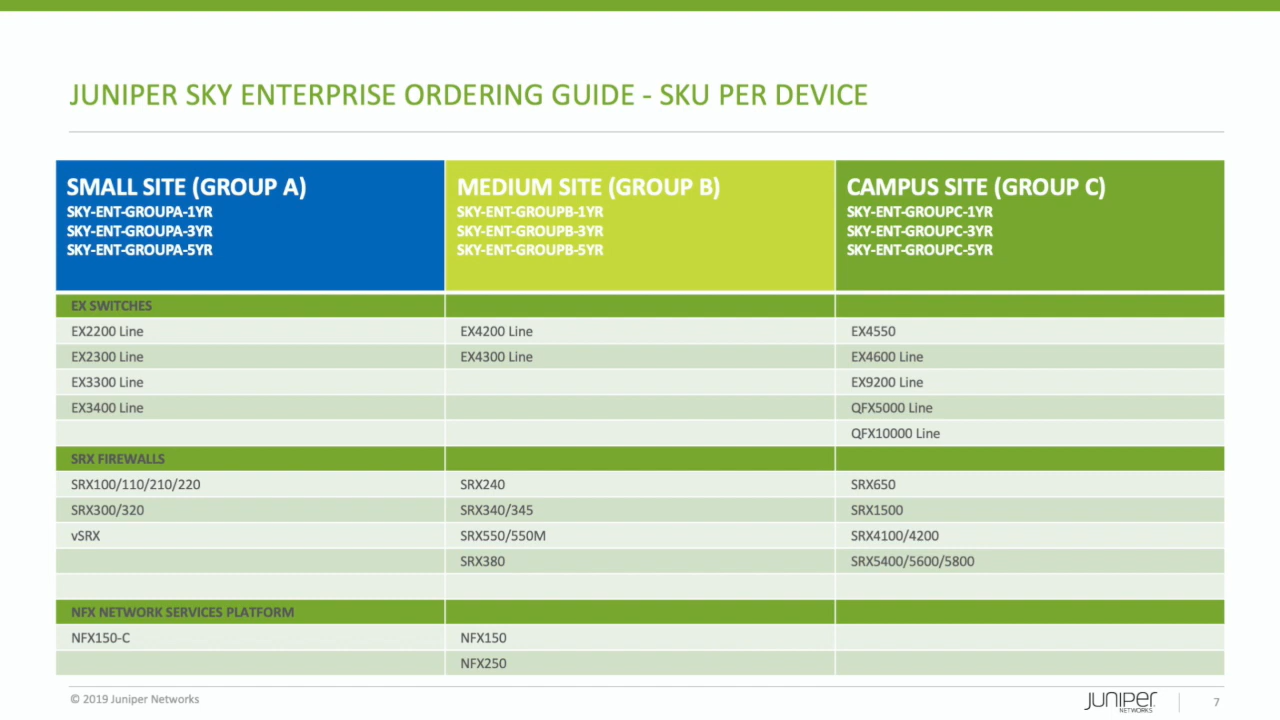 JUNIPER SKY ENTERPRISE ORDERING GUIDE - SKU PER DEVICE
SMALL SITE (GROUP A)
SKY-ENT-GROUPA-1YR
SKY-ENT-GROUPA-3YR
SKY-ENT-GROUPA-5YR
MEDIUM SITE (GROUP B)
SKY-ENT-GROUPB-1YR
SKY-ENT-GROUPB-3YR
SKY-ENT-GROUPB-5YR
CAMPUS SITE (GROUP C)
SKY-ENT-GROUPC-1YR
SKY-ENT-GROUPC-3YR
SKY-ENT-GROUPC-5YR
EX SWITCHES
EX2200 Line EX4200 Line EX4550
EX2300 Line EX4300 Line EX4600 Line
EX3300 Line EX9200 Line
EX3400 Line QFX5000 Line
QFX10000 Line
SRX FIREWALLS
SRX100/110/210/220 SRX240 SRX650
SRX300/320 SRX340/345 SRX1500
vSRX SRX550/550M SRX4100/4200
SRX380 SRX5400/5600/5800
NFX NETWORK SERVICES PLATFORM
NFX150-C NFX150
NFX250
© 2019 Juniper Networks
JUNIPER
NETWORKS
7